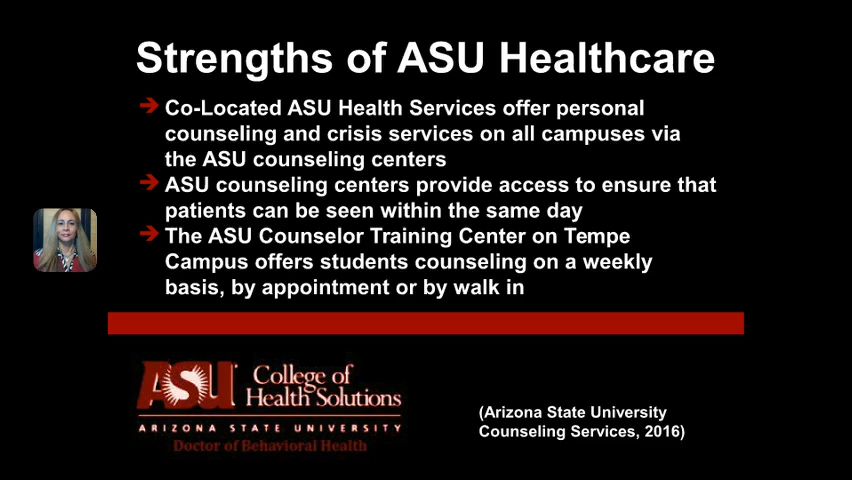 Strengths of ASU Healthcare
➔ Co-Located ASU Health Services offer personal
counseling and crisis services on all campuses via
the ASU counseling centers
➔ ASU counseling centers provide access to ensure that
patients can be seen within the same day
➔ The ASU Counselor Training Center on Tempe
Campus offers students counseling on a weekly
basis, by appointment or by walk in
ASU College of
Health Solutions
ARIZONA STATE UNIVERSITY
Doctor of Behavioral Health
(Arizona State University
Counseling Services, 2016)